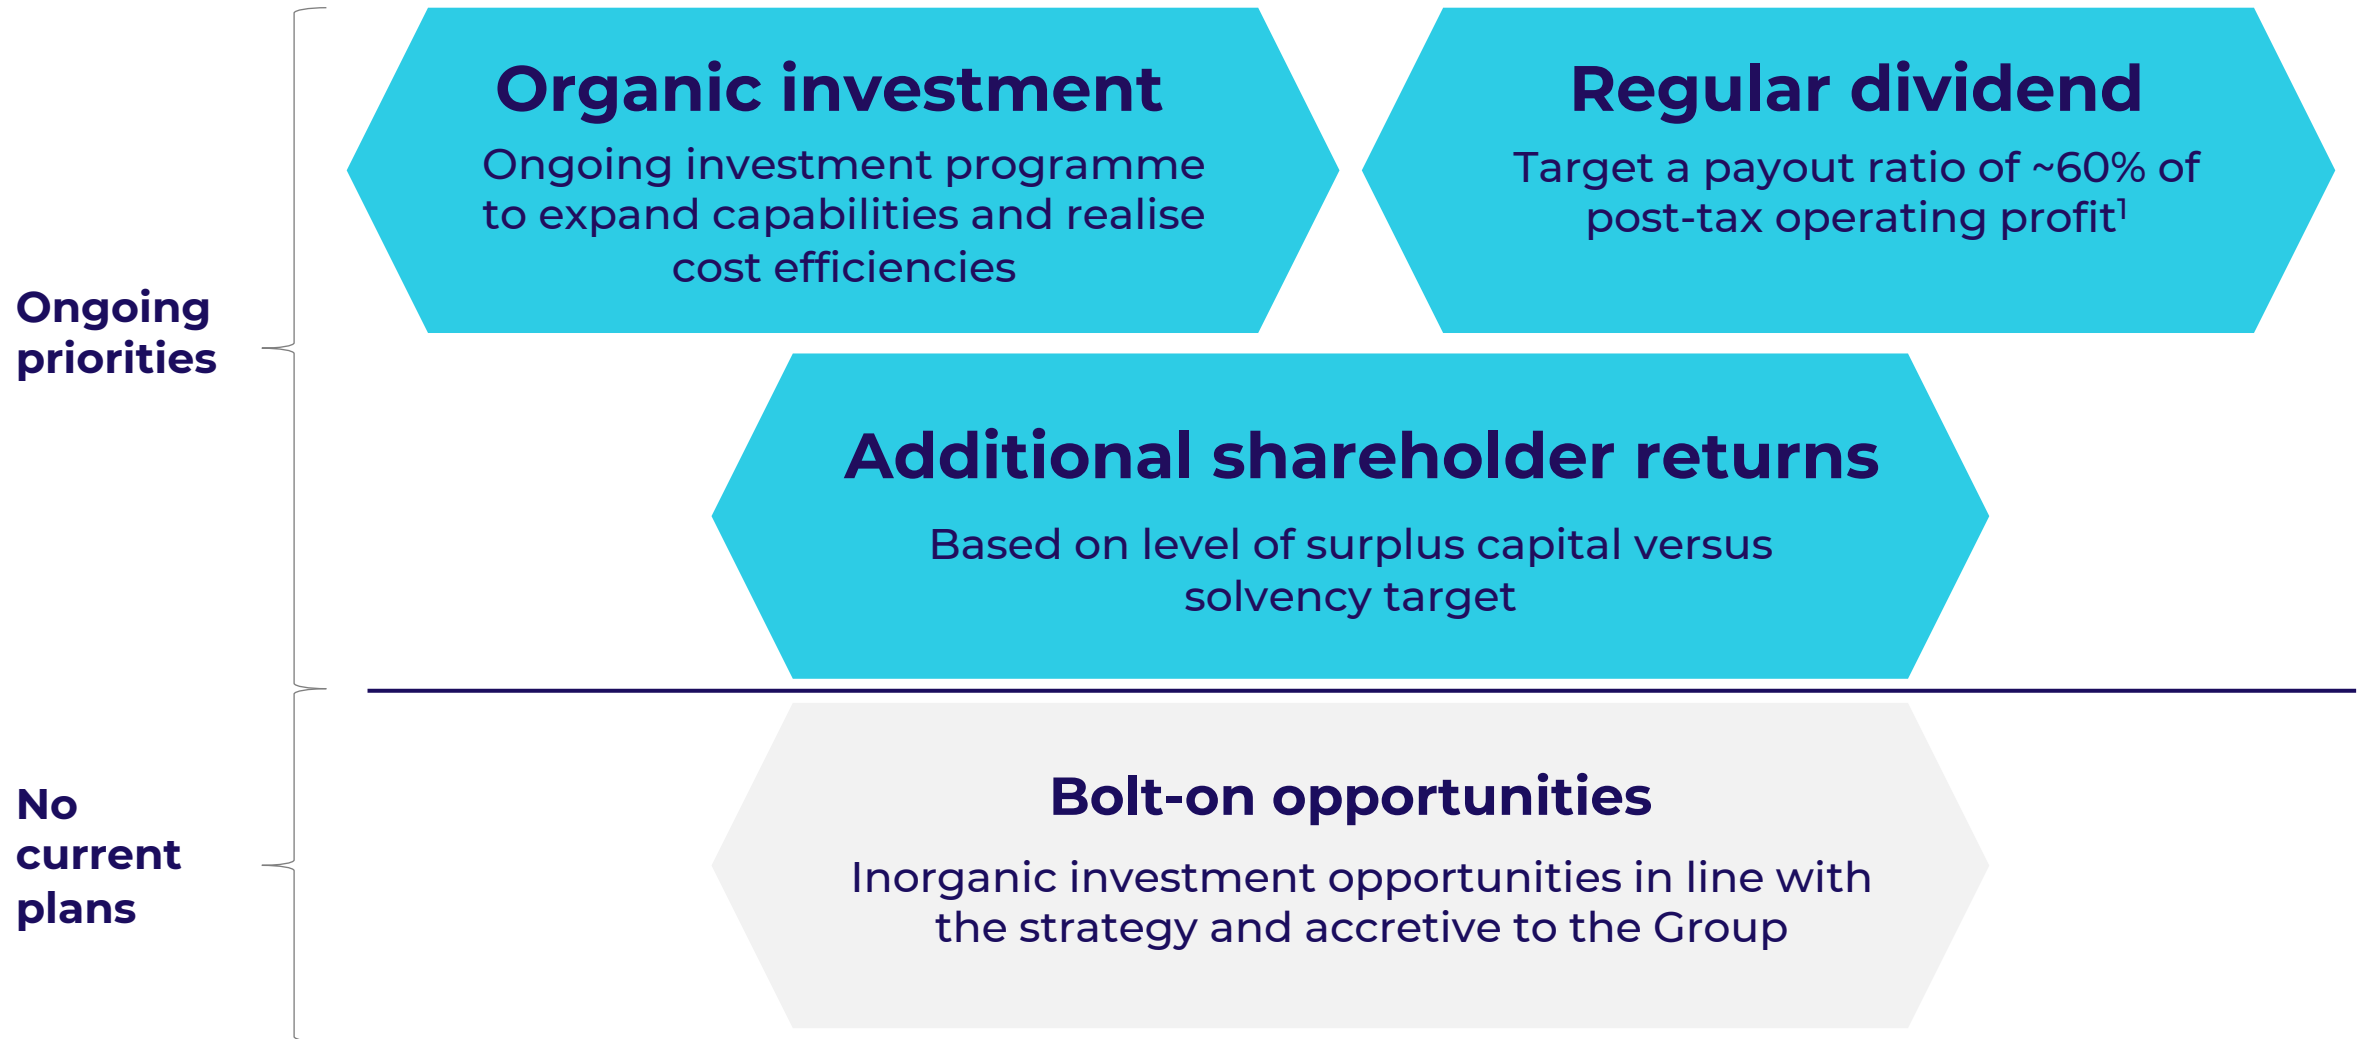 Ongoing
priorities
Organic investment
Ongoing investment programme
to expand capabilities and realise
cost efficiencies
Regular dividend
Target a payout ratio of ~60% of
post-tax operating profit¹
Additional shareholder returns
Based on level of surplus capital versus
solvency target
No
current
plans
Bolt-on opportunities
Inorganic investment opportunities in line with
the strategy and accretive to the Group